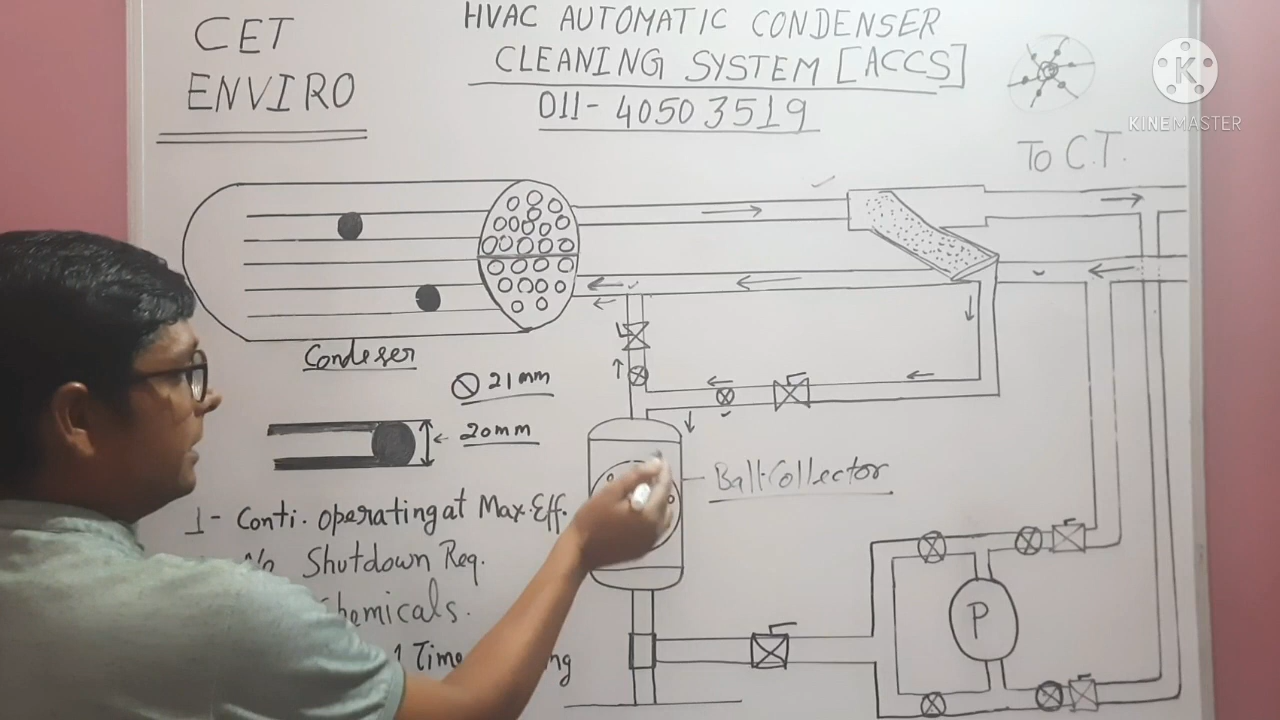 CET
ENVIRO
HVAC AUTOMATIC CONDENSER
CLEANING SYSTEM [ACCS]
011-40503519
K
KINEMASTER
To C.T.
Condeser
21mm
20mm
Ball.Collector
1- Conti. operating at Max.Eff.
No Shutdown Req.
hemicals.
Time
P